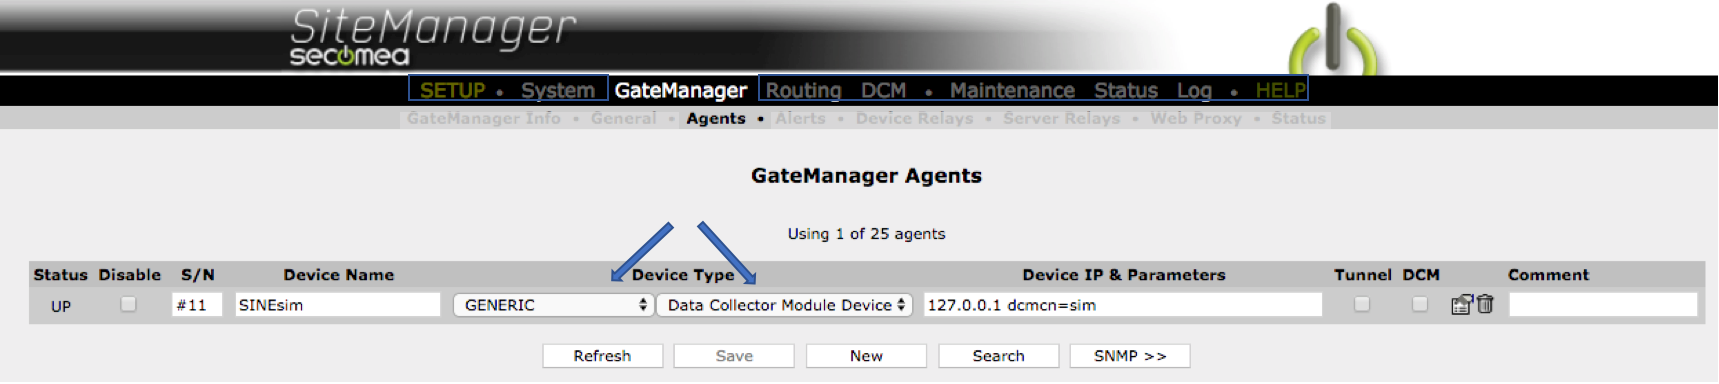 SiteManager
secomea
SETUP • System GateManager Routing DCM • Maintenance Status Log • HELP
GateManager Info • General • Agents • Alerts • Device Relays • Server Relays • Web Proxy • Status
GateManager Agents
Using 1 of 25 agents
Status Disable S/N Device Name Device Type Device IP & Parameters Tunnel DCM Comment
UP #11 SINEsim GENERIC Data Collector Module Device 127.0.0.1 dcmcn=sim
Refresh Save New Search SNMP >>